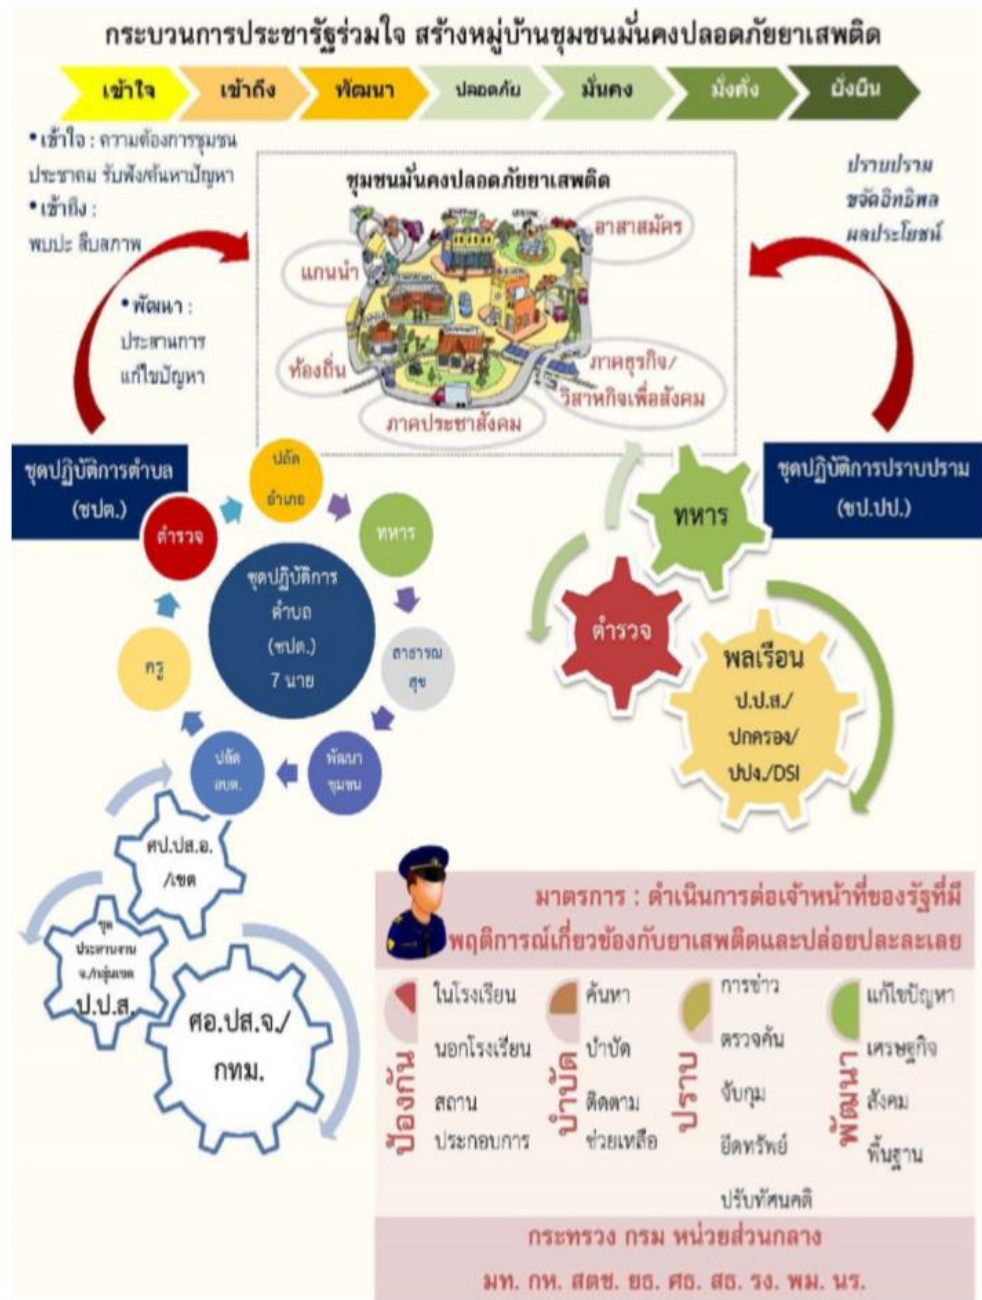 กระบวนการประชารัฐร่วมใจ สร้างหมู่บ้านชุมชนมั่นคงปลอดภัยยาเสพติด
เข้าใจ
เข้าถึง
พัฒนา
ปลอดภัย
มั่นคง
มั่งคั่ง
ยั่งยืน
• เข้าใจ : ความต้องการชุมชน
ประชาคม รับฟัง/ค้นหาปัญหา
• เข้าถึง :
พบปะ สืบสภาพ
• พัฒนา :
ประสานการ
แก้ไขปัญหา
ชุมชนมั่นคงปลอดภัยยาเสพติด
อาสาสมัคร
แกนนำ
ท้องถิ่น
ภาคธุรกิจ/
วิสาหกิจเพื่อสังคม
ภาคประชาสังคม
ปราบปราม
ขจัดอิทธิพล
ผลประโยชน์
ชุดปฏิบัติการตำบล
(ชปต.)
ชุดปฏิบัติการปราบปราม
(ชป.ปป.)
ปลัด
อำเภอ
ทหาร
สาธารณ
สุข
พัฒนา
ชุมชน
ปลัด
อบต.
ครู
ตำรวจ
ชุดปฏิบัติการ
ตำบล
(ชปต.)
7 นาย
ทหาร
ตำรวจ
พลเรือน
ป.ป.ส./
ปกครอง/
ปปง./DSI
ศป.ปส.อ.
/เขต
ชุด
ประสานงาน
จ./กลุ่มเขต
ป.ป.ส.
ศอ.ปส.จ./
กทม.
มาตรการ : ดำเนินการต่อเจ้าหน้าที่ของรัฐที่มี
พฤติการณ์เกี่ยวข้องกับยาเสพติดและปล่อยปละละเลย
ป้องกัน
ในโรงเรียน
นอกโรงเรียน
สถาน
ประกอบการ
บำบัด
ค้นหา
บำบัด
ติดตาม
ช่วยเหลือ
ปราบ
การข่าว
ตรวจค้น
จับกุม
ยึดทรัพย์
ปรับทัศนคติ
พัฒนา
แก้ไขปัญหา
เศรษฐกิจ
สังคม
พื้นฐาน
กระทรวง กรม หน่วยส่วนกลาง
มท. กห. สตช. ยธ. ศธ. สธ. รง. พม. นร.